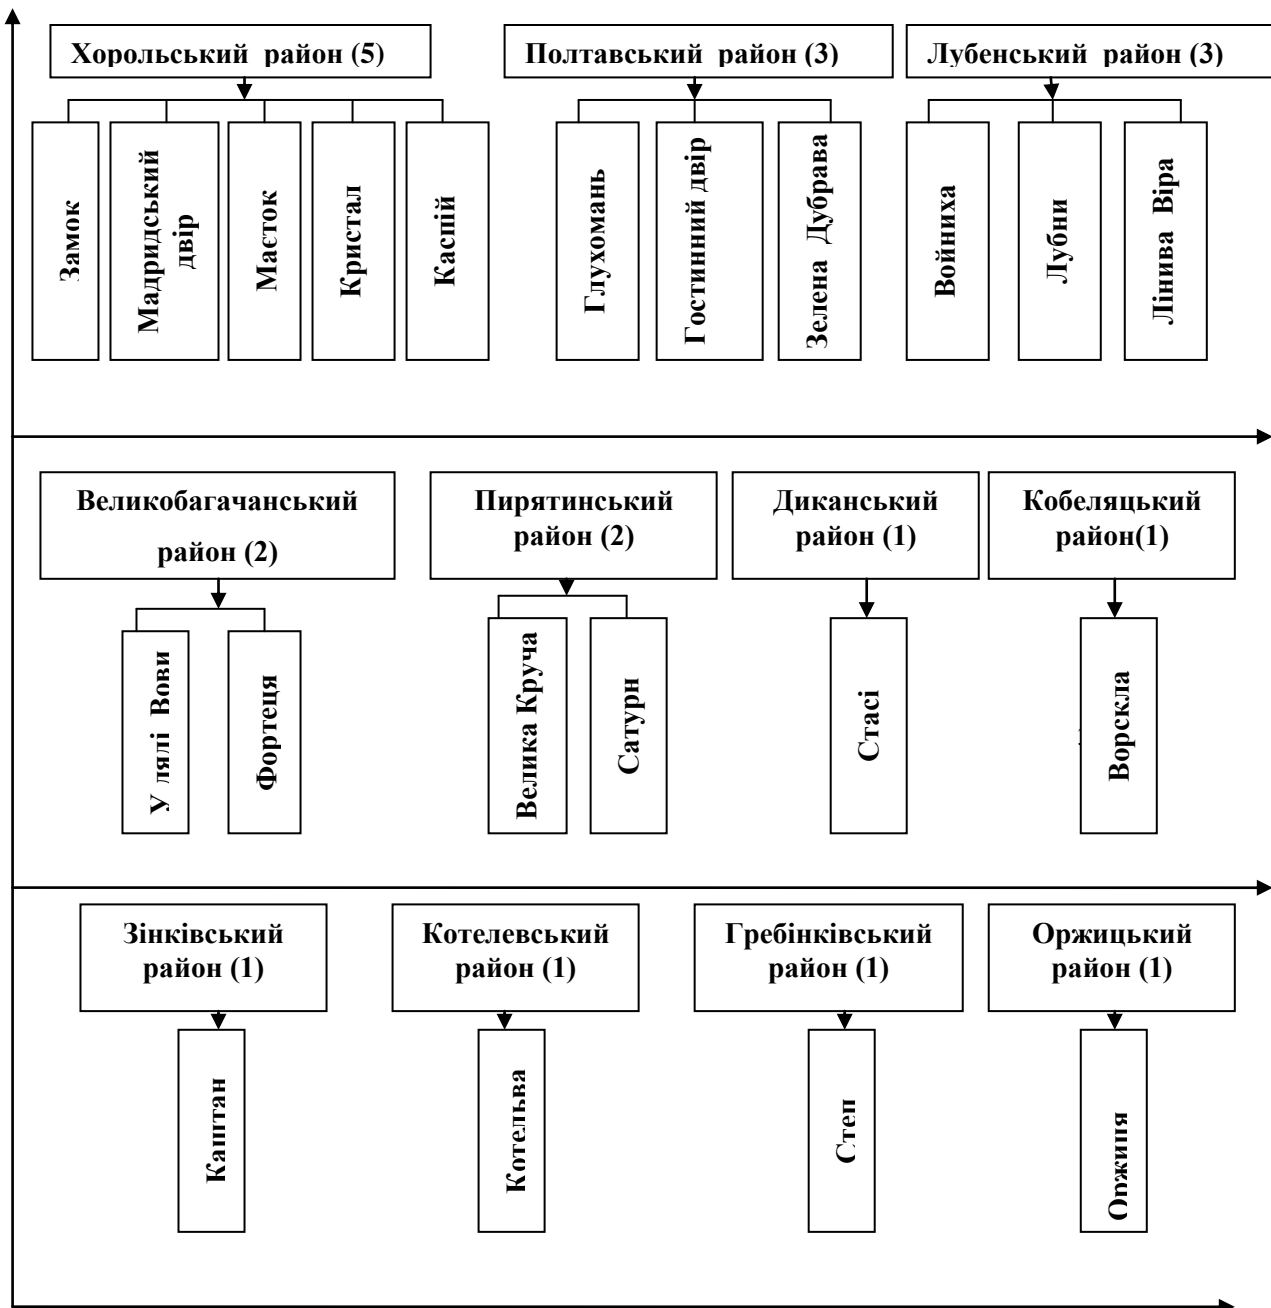 Хорольський район (5)
Полтавський район (3)
Лубенський район (3)
Замок
Мадридський
двір
Маєток
Кристал
Каспій
Глухомань
Гостинний двір
Зелена Дубрава
Войниха
Лубни
Лінива Віра
Великобагачанський
район (2)
Пирятинський
район (2)
Диканський
район (1)
Кобеляцький
район(1)
У лялі Вови
Фортеця
Велика Круча
Сатурн
Стасі
Ворскла
Зінківський
район (1)
Котелевський
район (1)
Гребінківський
район (1)
Оржицький
район (1)
Каштан
Котельва
Степ
Оржиця